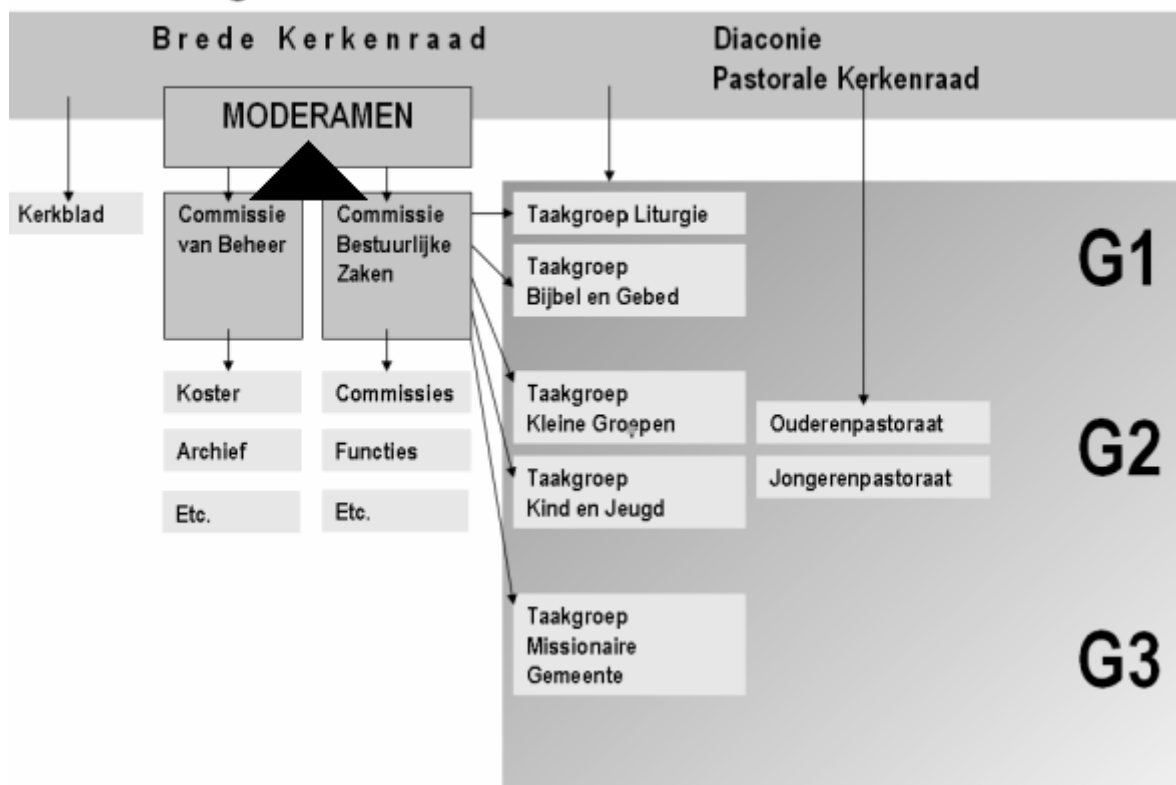 Brede Kerkenraad
Diaconie
Pastorale Kerkenraad
MODERAMEN
Kerkblad
Commissie
van Beheer
Commissie
Bestuurlijke
Zaken
Taakgroep Liturgie
Taakgroep
Bijbel en Gebed
G1
Koster
Archief
Etc.
Commissies
Functies
Etc.
Taakgroep
Kleine Groepen
Taakgroep
Kind en Jeugd
Ouderenpastoraat
Jongerenpastoraat
G2
Taakgroep
Missionaire
Gemeente
G3